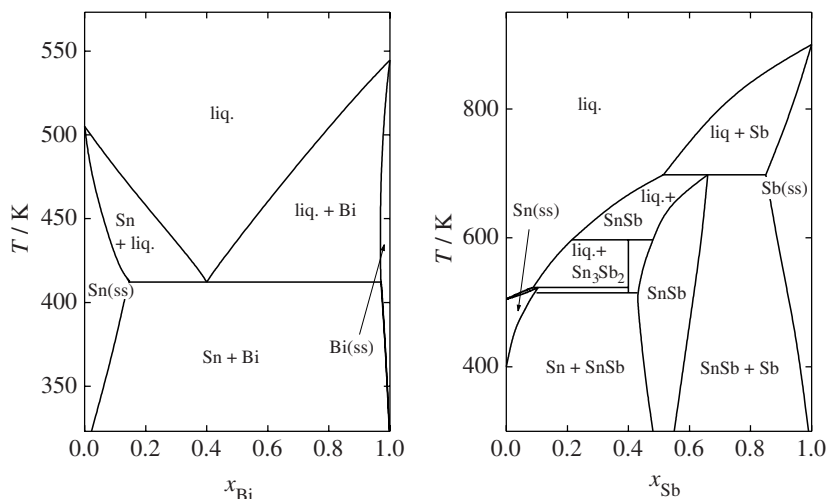 550
500
450
400
350
T / K
liq.
Sn
+ liq.
liq. + Bi
Sn(ss)
Bi(ss)
Sn + Bi
0.0 0.2 0.4 0.6 0.8 1.0
x_Bi
800
600
400
T / K
liq.
liq + Sb
liq.+
SnSb
Sb(ss)
Sn(ss)
liq.+
Sn₃Sb₂
SnSb
Sn + SnSb
SnSb + Sb
0.0 0.2 0.4 0.6 0.8 1.0
x_Sb